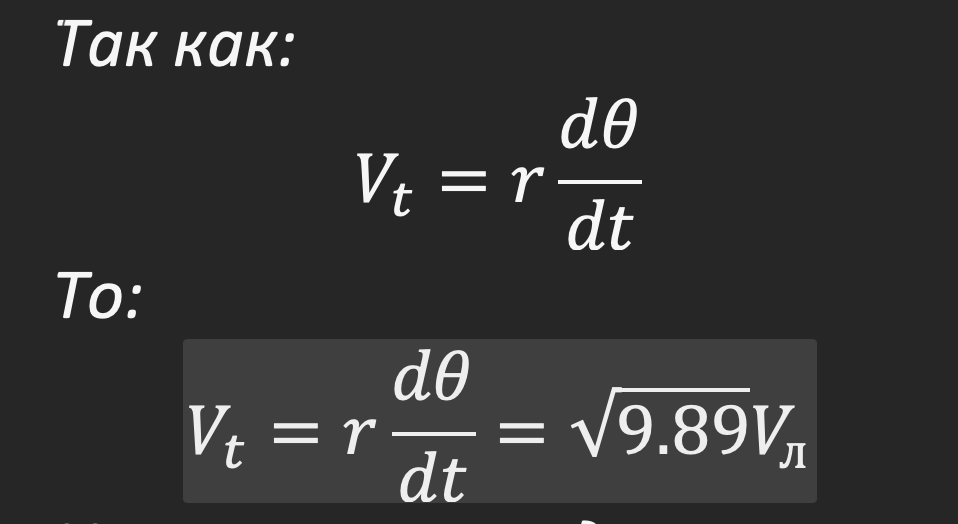 Так как:
V_t = r dθ/dt
То:
V_t = r dθ/dt = √9.89V_л